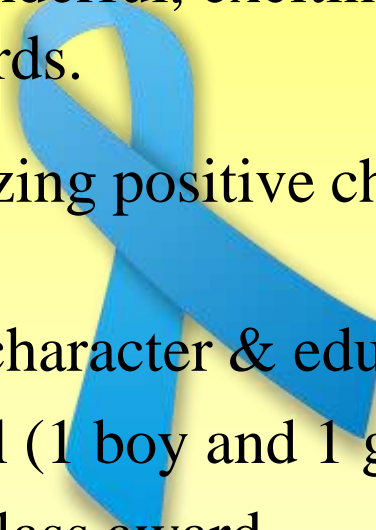 rds.
zing positive ch
character & edu
l (1 boy and 1 g